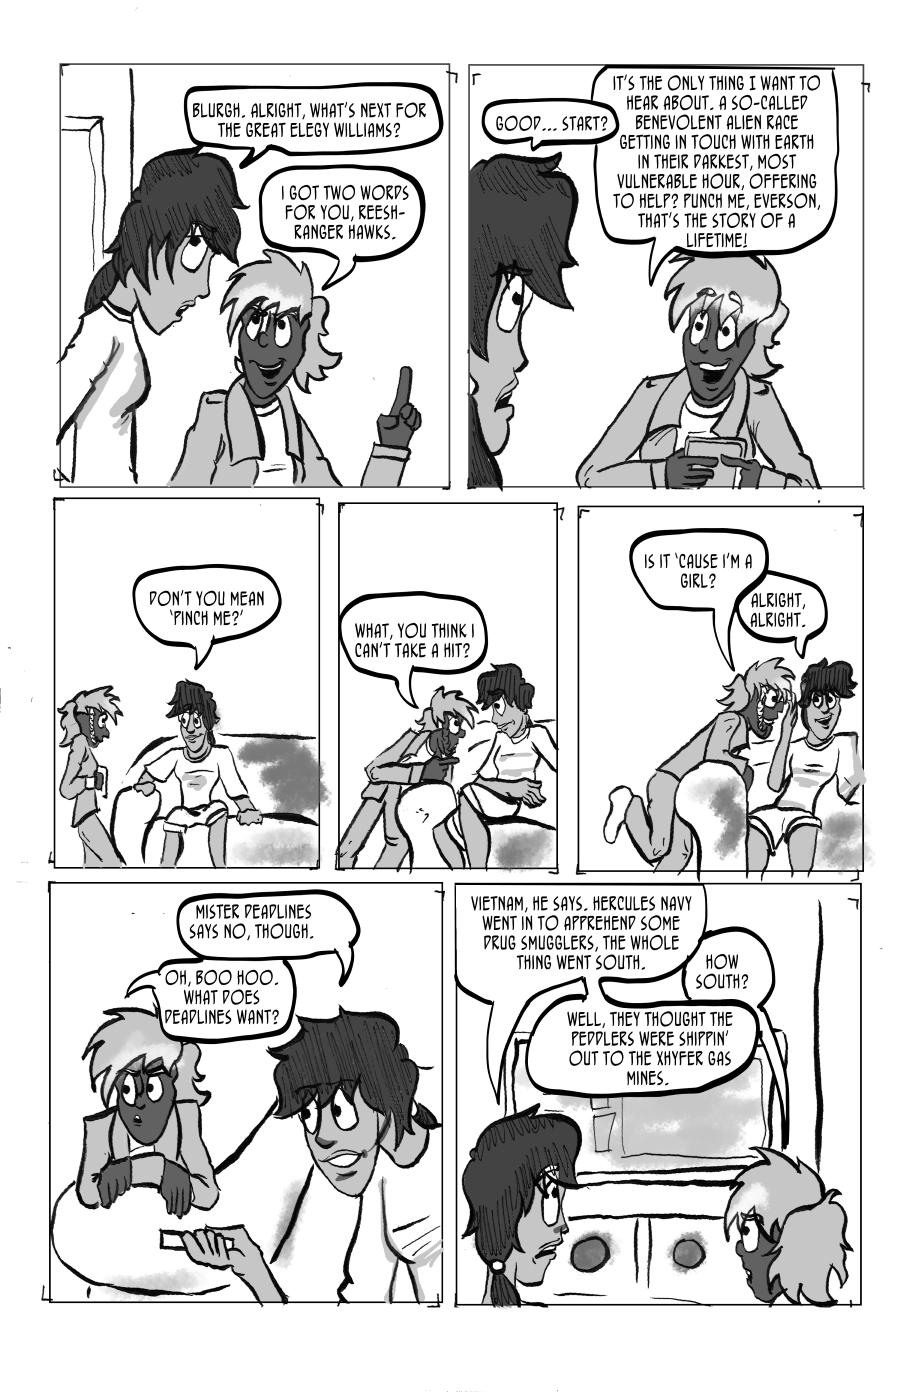 BLURGH. ALRIGHT, WHAT'S NEXT FOR
THE GREAT ELEGY WILLIAMS?
I GOT TWO WORDS
FOR YOU, REESH-
RANGER HAWKS.
GOOD... START?
IT'S THE ONLY THING I WANT TO
HEAR ABOUT. A SO-CALLED
BENEVOLENT ALIEN RACE
GETTING IN TOUCH WITH EARTH
IN THEIR DARKEST, MOST
VULNERABLE HOUR, OFFERING
TO HELP? PUNCH ME, EVERSON,
THAT'S THE STORY OF A
LIFETIME!
DON'T YOU MEAN
'PINCH ME?'
WHAT, YOU THINK I
CAN'T TAKE A HIT?
IS IT 'CAUSE I'M A
GIRL?
ALRIGHT,
ALRIGHT.
MISTER DEADLINES
SAYS NO, THOUGH.
OH, BOO HOO.
WHAT DOES
DEADLINES WANT?
VIETNAM, HE SAYS. HERCULES NAVY
WENT IN TO APPREHEND SOME
DRUG SMUGGLERS, THE WHOLE
THING WENT SOUTH.
HOW
SOUTH?
WELL, THEY THOUGHT THE
PEDDLERS WERE SHIPPIN'
OUT TO THE XHYFER GAS
MINES.